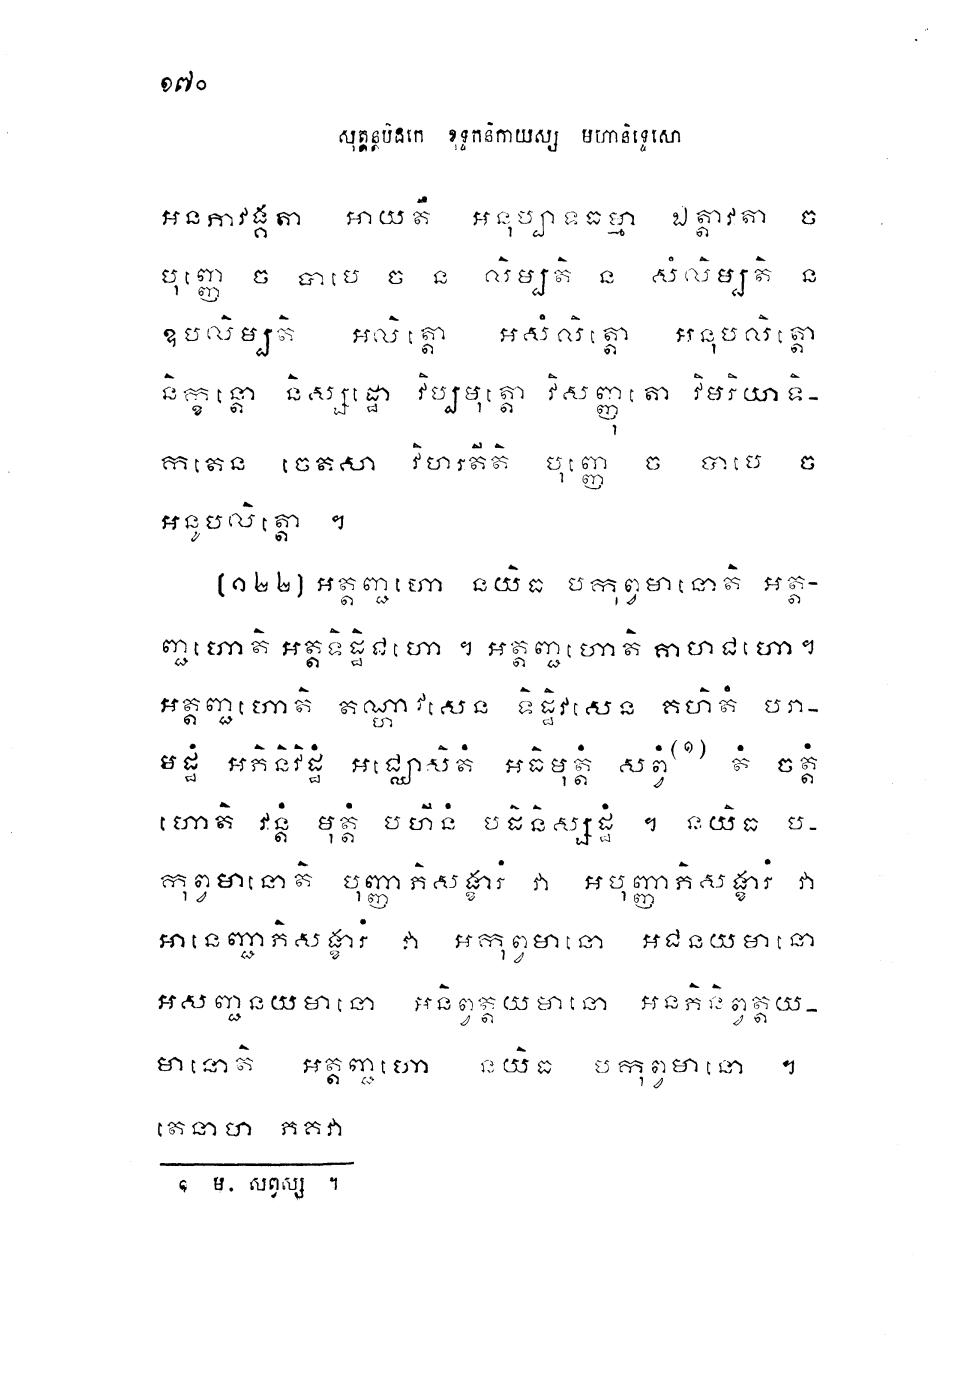 ១៧០
សុត្តន្តបិដកេ ខុទ្ទកនិកាយស្ស មហានិទ្ទេសោ
អនភាវង្គតា អាយតឹ អនុប្បាទធម្មា ឯត្តាវតា ច
បុញ្ញេ ច បាបេ ច ន លិម្បតិ ន សំលិម្បតិ ន
ឧបលិម្បតិ អលិត្តោ អសំលិត្តោ អនុបលិត្តោ
និក្ខន្តោ និស្សដ្ឋោ វិប្បមុត្តោ វិសញ្ញុតោ វិមរិយាទិ-
កតេន ចេតសា វិហរតីតិ បុញ្ញេ ច បាបេ ច
អនូបលិត្តោ ។
(១២២) អត្តញ្ជហោ នយិធ បកុព្វមានោតិ អត្ត-
ញ្ជហោតិ អត្តទិដ្ឋិជហោ ។ អត្តញ្ជហោតិ គាហជហោ។
អត្តញ្ជហោតិ តណ្ហាវសេន ទិដ្ឋិវសេន គហិតំ បរា-
មដ្ឋំ អភិនិវិដ្ឋំ អជ្ឈោសិតំ អធិមុត្តំ សព្វំ(១) តំ ចត្តំ
ហោតិ វន្តំ មុត្តំ បហីនំ បដិនិស្សដ្ឋំ ។ នយិធ ប-
កុព្វមានោតិ បុញ្ញាភិសង្ខារំ វា អបុញ្ញាភិសង្ខារំ វា
អានេញ្ជាភិសង្ខារំ វា អកុព្វមានោ អជនយមានោ
អសញ្ជនយមានោ អនិព្វត្តយមានោ អនភិនិព្វត្តយ-
មានោតិ អត្តញ្ជហោ នយិធ បកុព្វមានោ ។
តេនាហ ភគវា
១ ម. សព្វស្ស ។